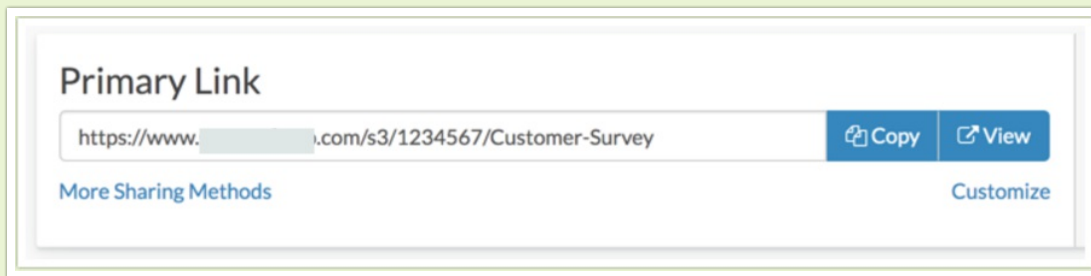 Primary Link
https://www. .com/s3/1234567/Customer-Survey Copy View
More Sharing Methods Customize